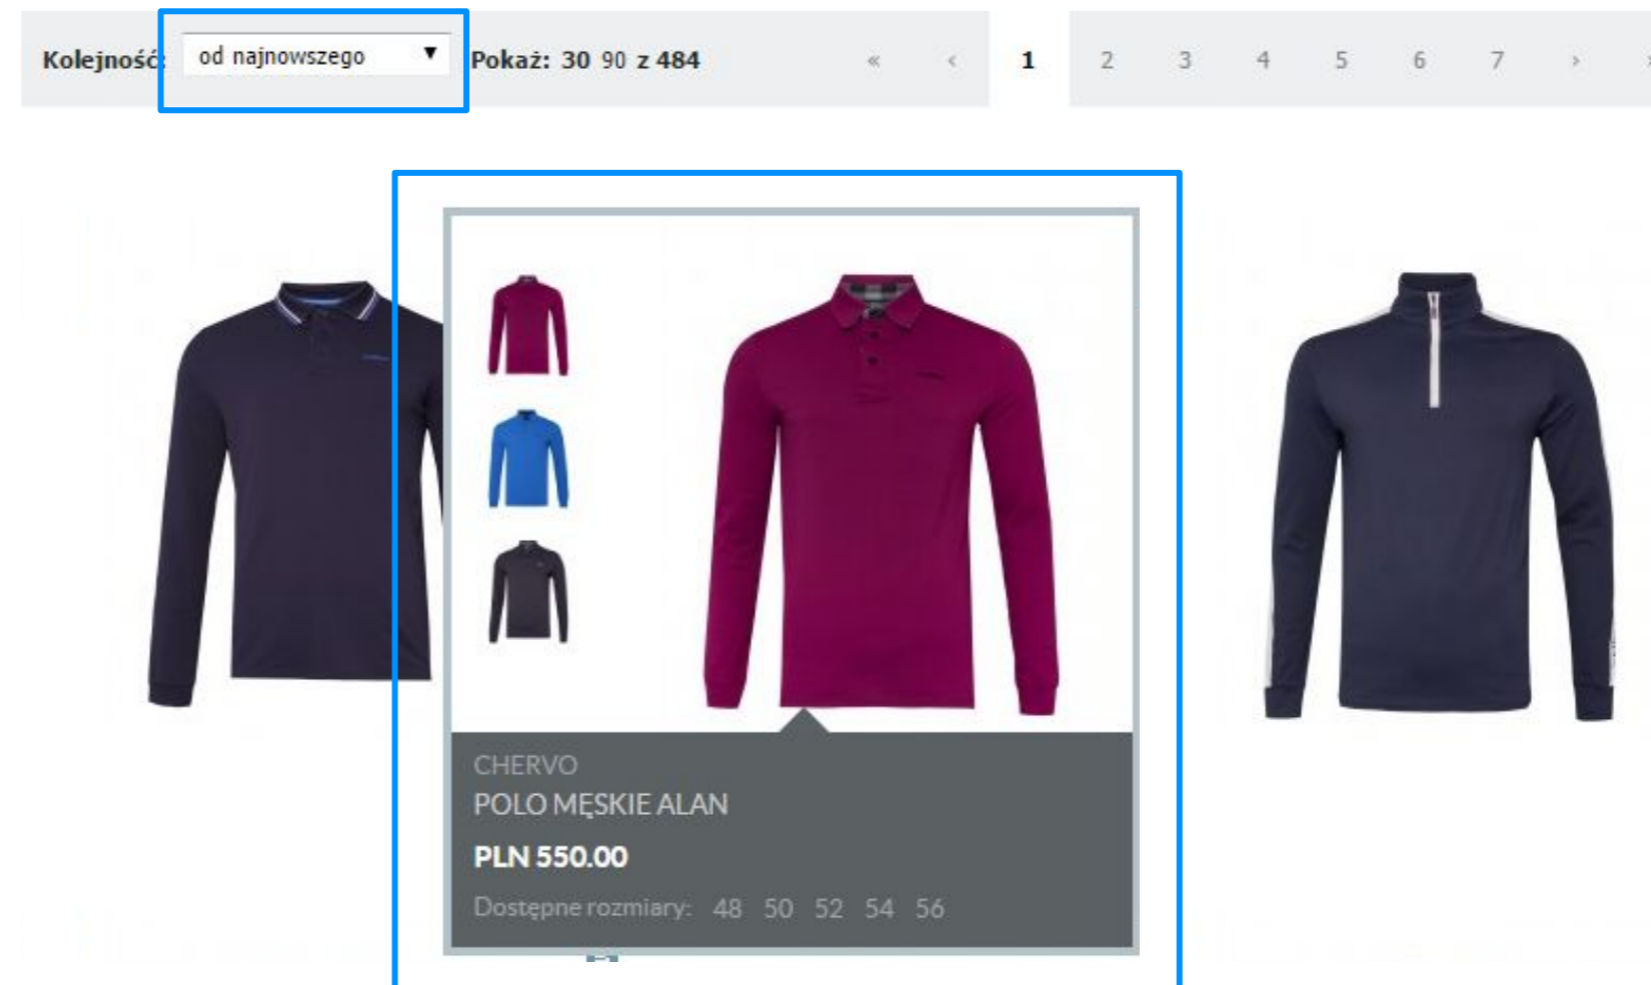 Kolejność: od najnowszego ▼ Pokaż: 30 90 z 484 « ‹ 1 2 3 4 5 6 7 ›
CHERVO
POLO MĘSKIE ALAN
PLN 550.00
Dostępne rozmiary: 48 50 52 54 56